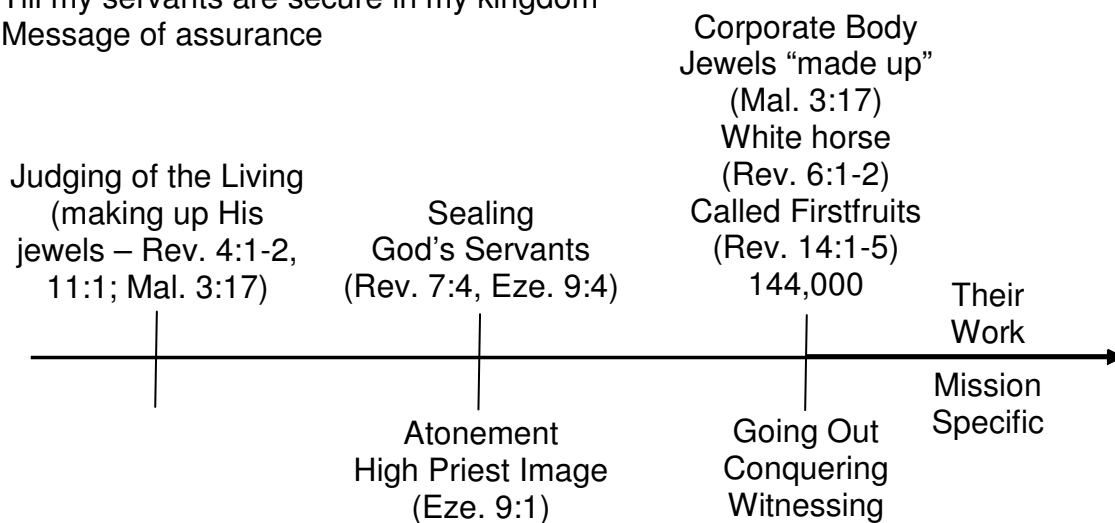 Till my servants are secure in my kingdom
Message of assurance
Judging of the Living
(making up His
jewels – Rev. 4:1-2,
11:1; Mal. 3:17)
Sealing
God’s Servants
(Rev. 7:4, Eze. 9:4)
Corporate Body
Jewels “made up”
(Mal. 3:17)
White horse
(Rev. 6:1-2)
Called Firstfruits
(Rev. 14:1-5)
144,000
Their
Work
Atonement
High Priest Image
(Eze. 9:1)
Going Out
Conquering
Witnessing
Mission
Specific